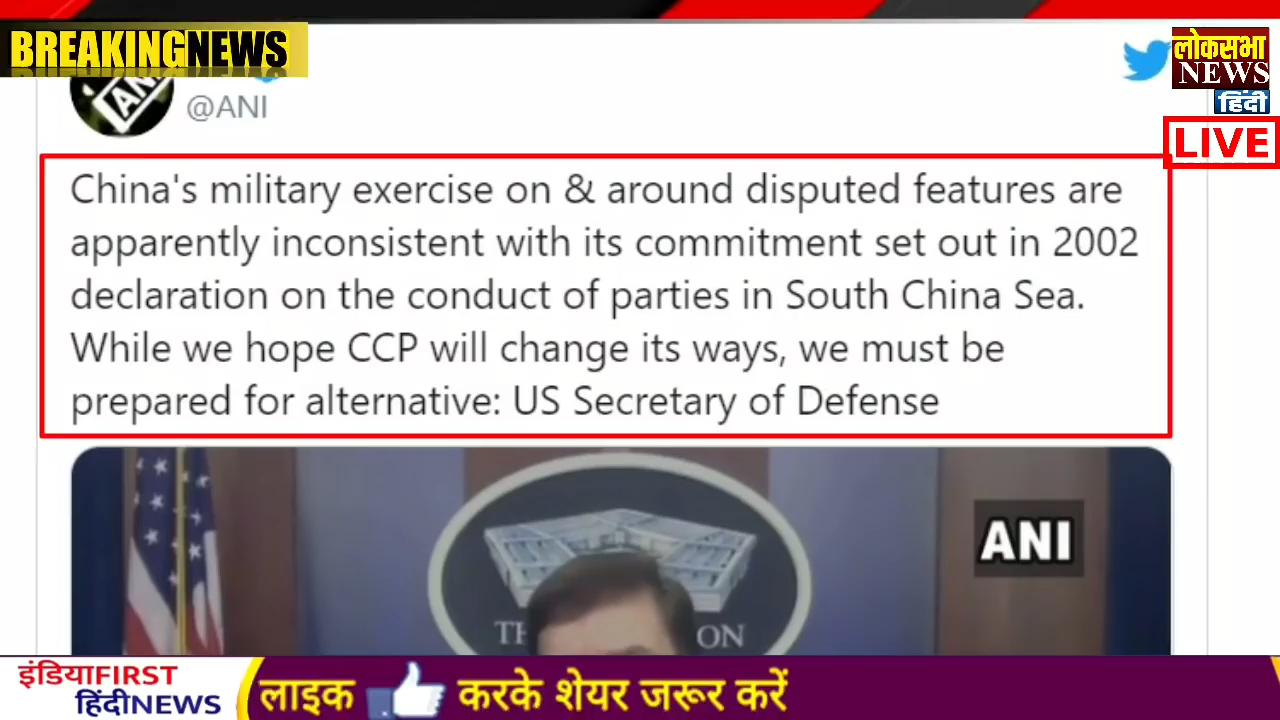 BREAKINGNEWS
लोकसभा
NEWS
हिंदी
LIVE
ANI
@ANI
China's military exercise on & around disputed features are
apparently inconsistent with its commitment set out in 2002
declaration on the conduct of parties in South China Sea.
While we hope CCP will change its ways, we must be
prepared for alternative: US Secretary of Defense
ANI
TH ON
इंडियाFIRST
हिंदीNEWS
लाइक करके शेयर जरूर करें